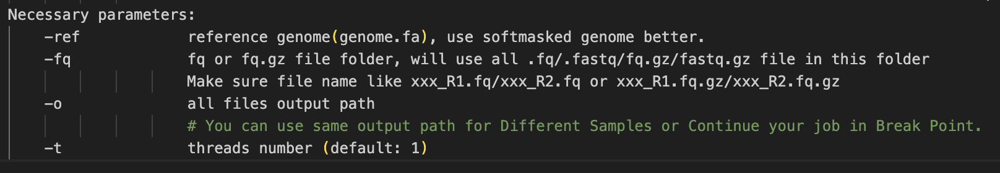 Necessary parameters:
-ref reference genome(genome.fa), use softmasked genome better.
-fq fq or fq.gz file folder, will use all .fq/.fastq/fq.gz/fastq.gz file in this folder
Make sure file name like xxx_R1.fq/xxx_R2.fq or xxx_R1.fq.gz/xxx_R2.fq.gz
-o all files output path
# You can use same output path for Different Samples or Continue your job in Break Point.
-t threads number (default: 1)